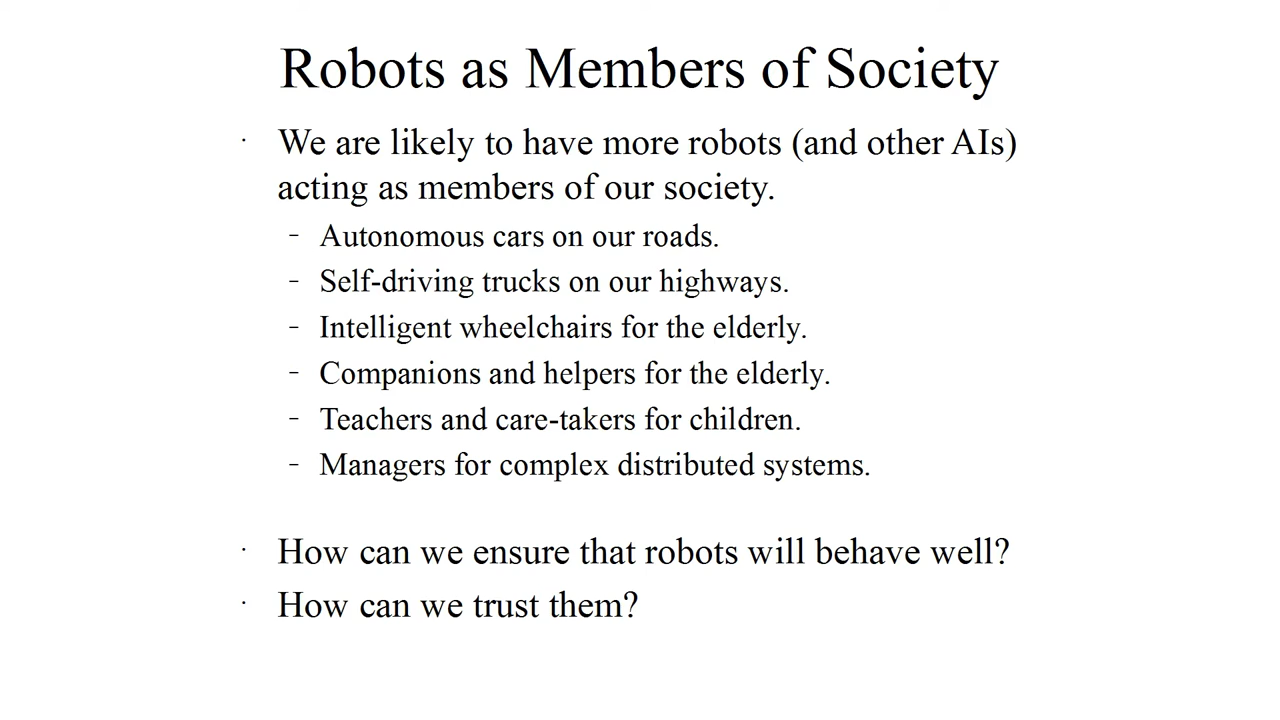 Robots as Members of Society
· We are likely to have more robots (and other AIs)
acting as members of our society.
– Autonomous cars on our roads.
– Self-driving trucks on our highways.
– Intelligent wheelchairs for the elderly.
– Companions and helpers for the elderly.
– Teachers and care-takers for children.
– Managers for complex distributed systems.
· How can we ensure that robots will behave well?
· How can we trust them?